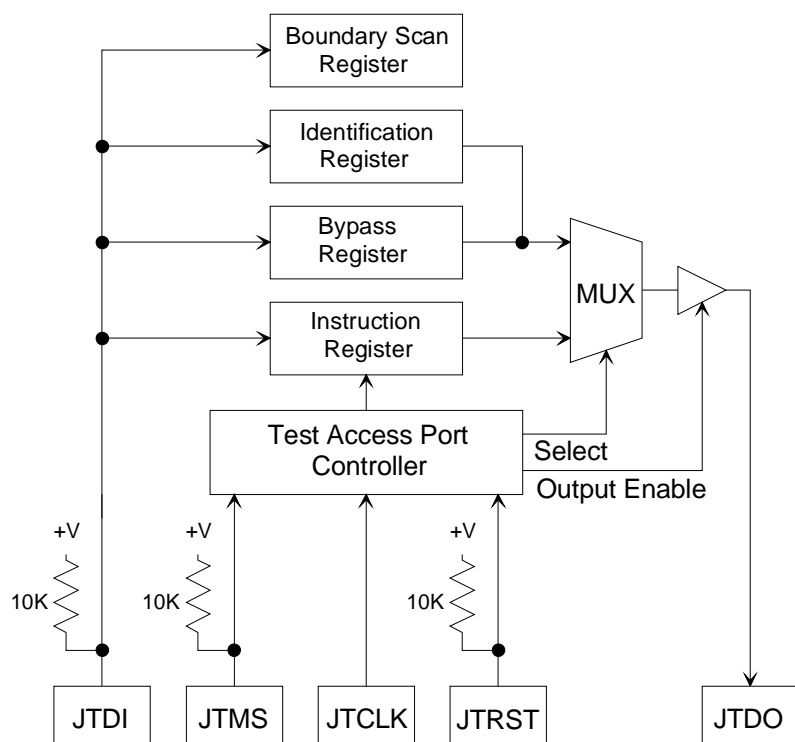 Boundary Scan
Register
Identification
Register
Bypass
Register
Instruction
Register
MUX
Test Access Port
Controller
Select
Output Enable
+V
+V
+V
10K
10K
10K
JTDI
JTMS
JTCLK
JTRST
JTDO